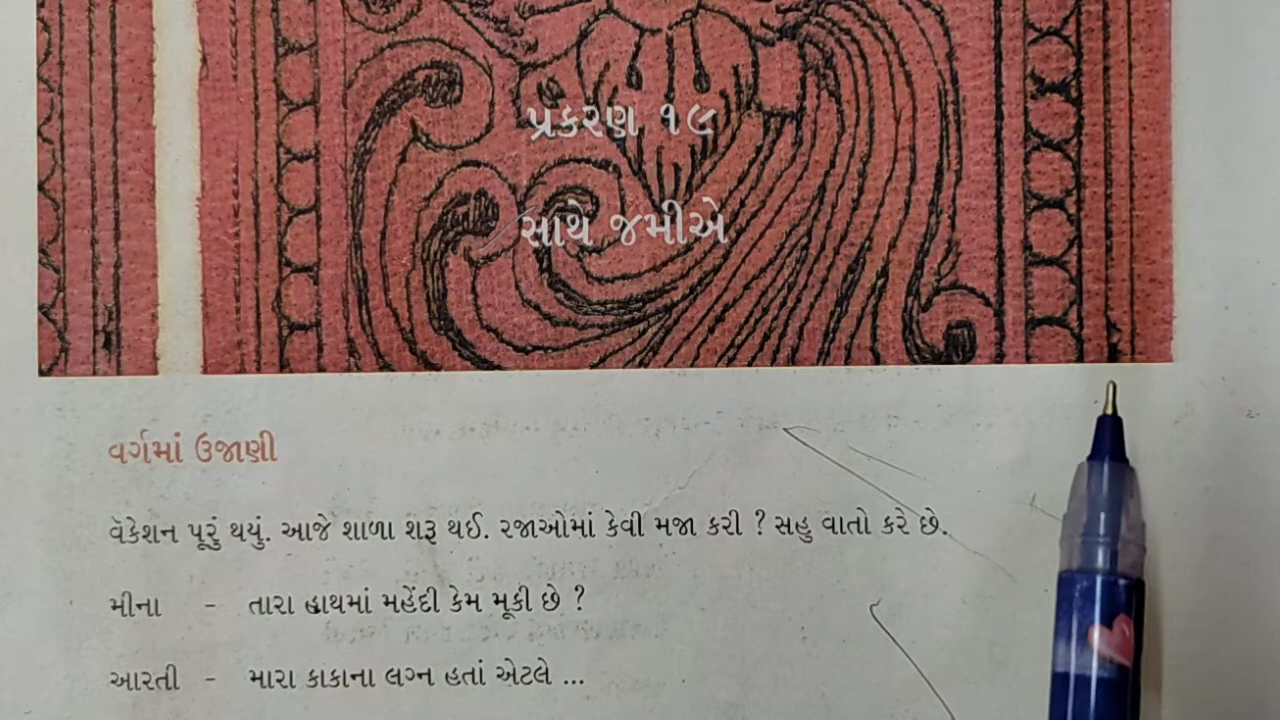 પ્રકરણ ૧૯
સાથે જમીએ
વર્ગમાં ઉજાણી
વૅકેશન પૂરું થયું. આજે શાળા શરૂ થઈ. રજાઓમાં કેવી મજા કરી ? સહુ વાતો કરે છે.
મીના - તારા હાથમાં મહેંદી કેમ મૂકી છે ?
આરતી - મારા કાકાના લગ્ન હતાં એટલે ...